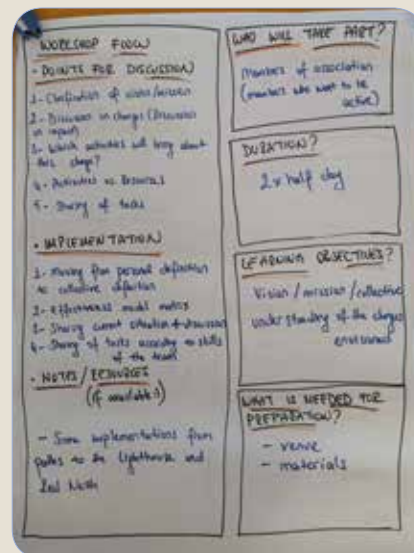 WORKSHOP FLOW
- POINTS FOR DISCUSSION
1- Clarification of vision/mission
2- Discussion on change (Discussion on impact)
3- Which activities will bring about this change?
4- Activities vs Resources
5- Sharing of tasks
• IMPLEMENTATION
1- Moving from personal definition
to collective definition
2- Effectiveness model matrix
3- Sharing current situation + discussion
4- Sharing of tasks according to skills
of the team
• NOTES / RESOURCES
(if available)
- Some implementations from
to the Lighthouse and
WHO WILL TAKE PART?
Members of association
(members who want to be
active)
DURATION?
2 x half day
LEARNING OBJECTIVES?
Vision / mission / collective
understanding of the changes
envisioned
WHAT IS NEEDED FOR
PREPARATION?
- venue
- materials